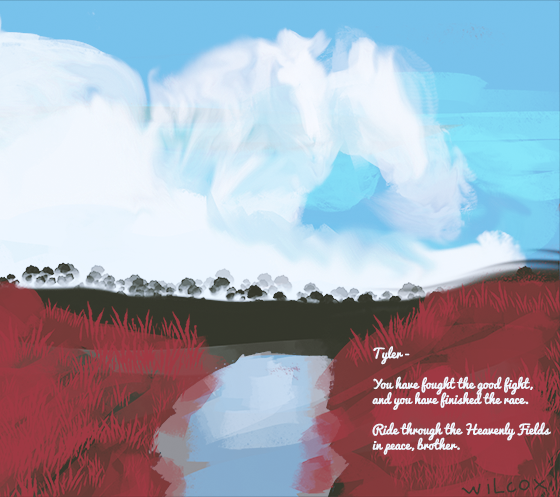 Tyler-
You have fought the good fight,
and you have finished the race.
Ride through the Heavenly Fields
in peace, brother.
WILCOX